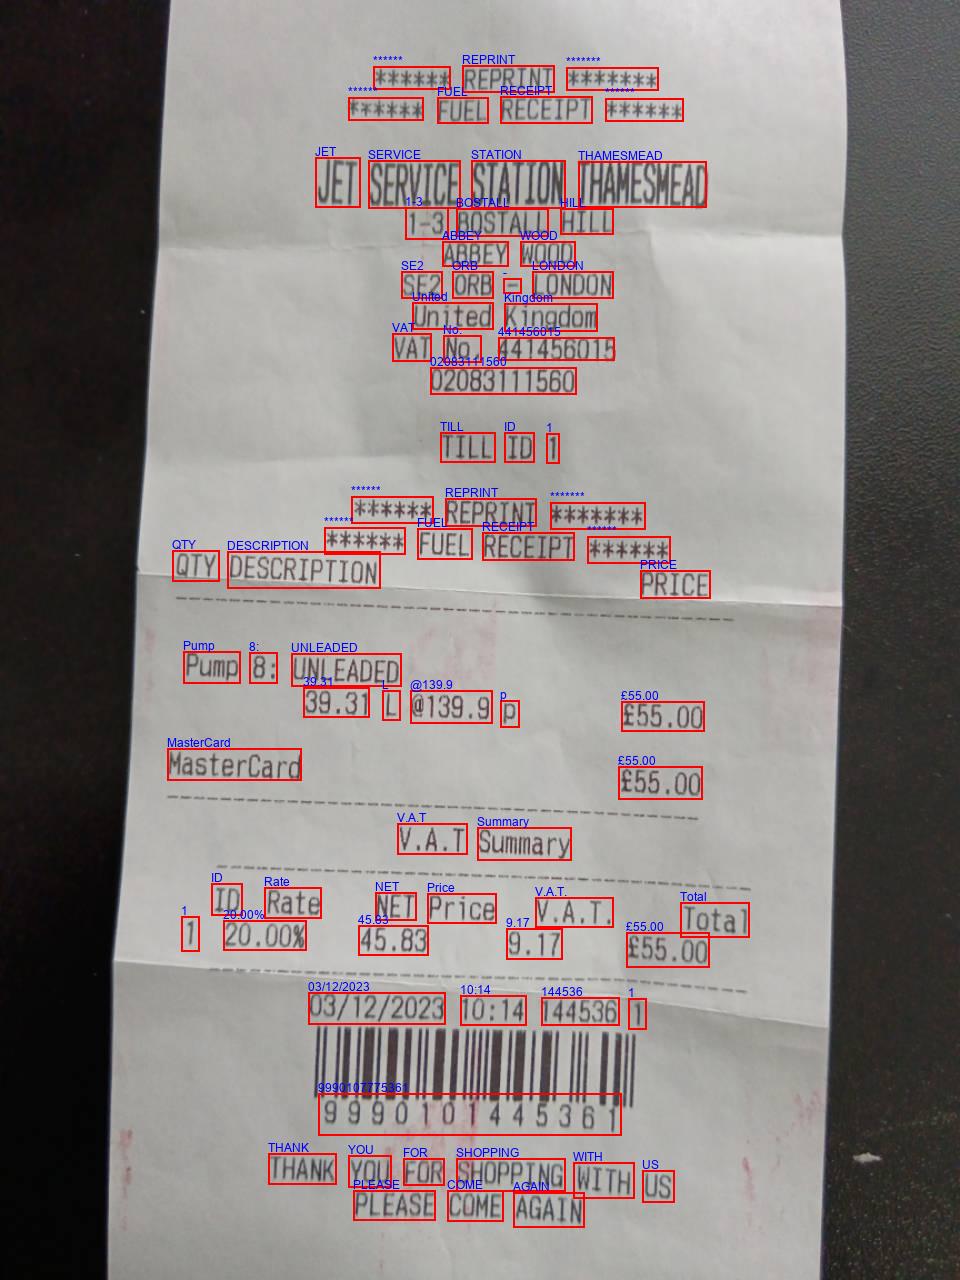 ****** REPRINT *******
****** FUEL RECEIPT ******
JET SERVICE STATION THAMESMEAD
1-3 BOSTALL HILL
ABBEY WOOD
SE2 ORB - LONDON
United Kingdom
VAT No. 441456015
02083111560
TILL ID 1
****** REPRINT *******
****** FUEL RECEIPT ******
QTY DESCRIPTION PRICE
Pump 8: UNLEADED
39.31 L @139.9 p £55.00
MasterCard £55.00
V.A.T Summary
ID Rate NET Price V.A.T. Total
1 20.00% 45.83 9.17 £55.00
03/12/2023 10:14 144536 1
9990101445361
THANK YOU FOR SHOPPING WITH US
PLEASE COME AGAIN